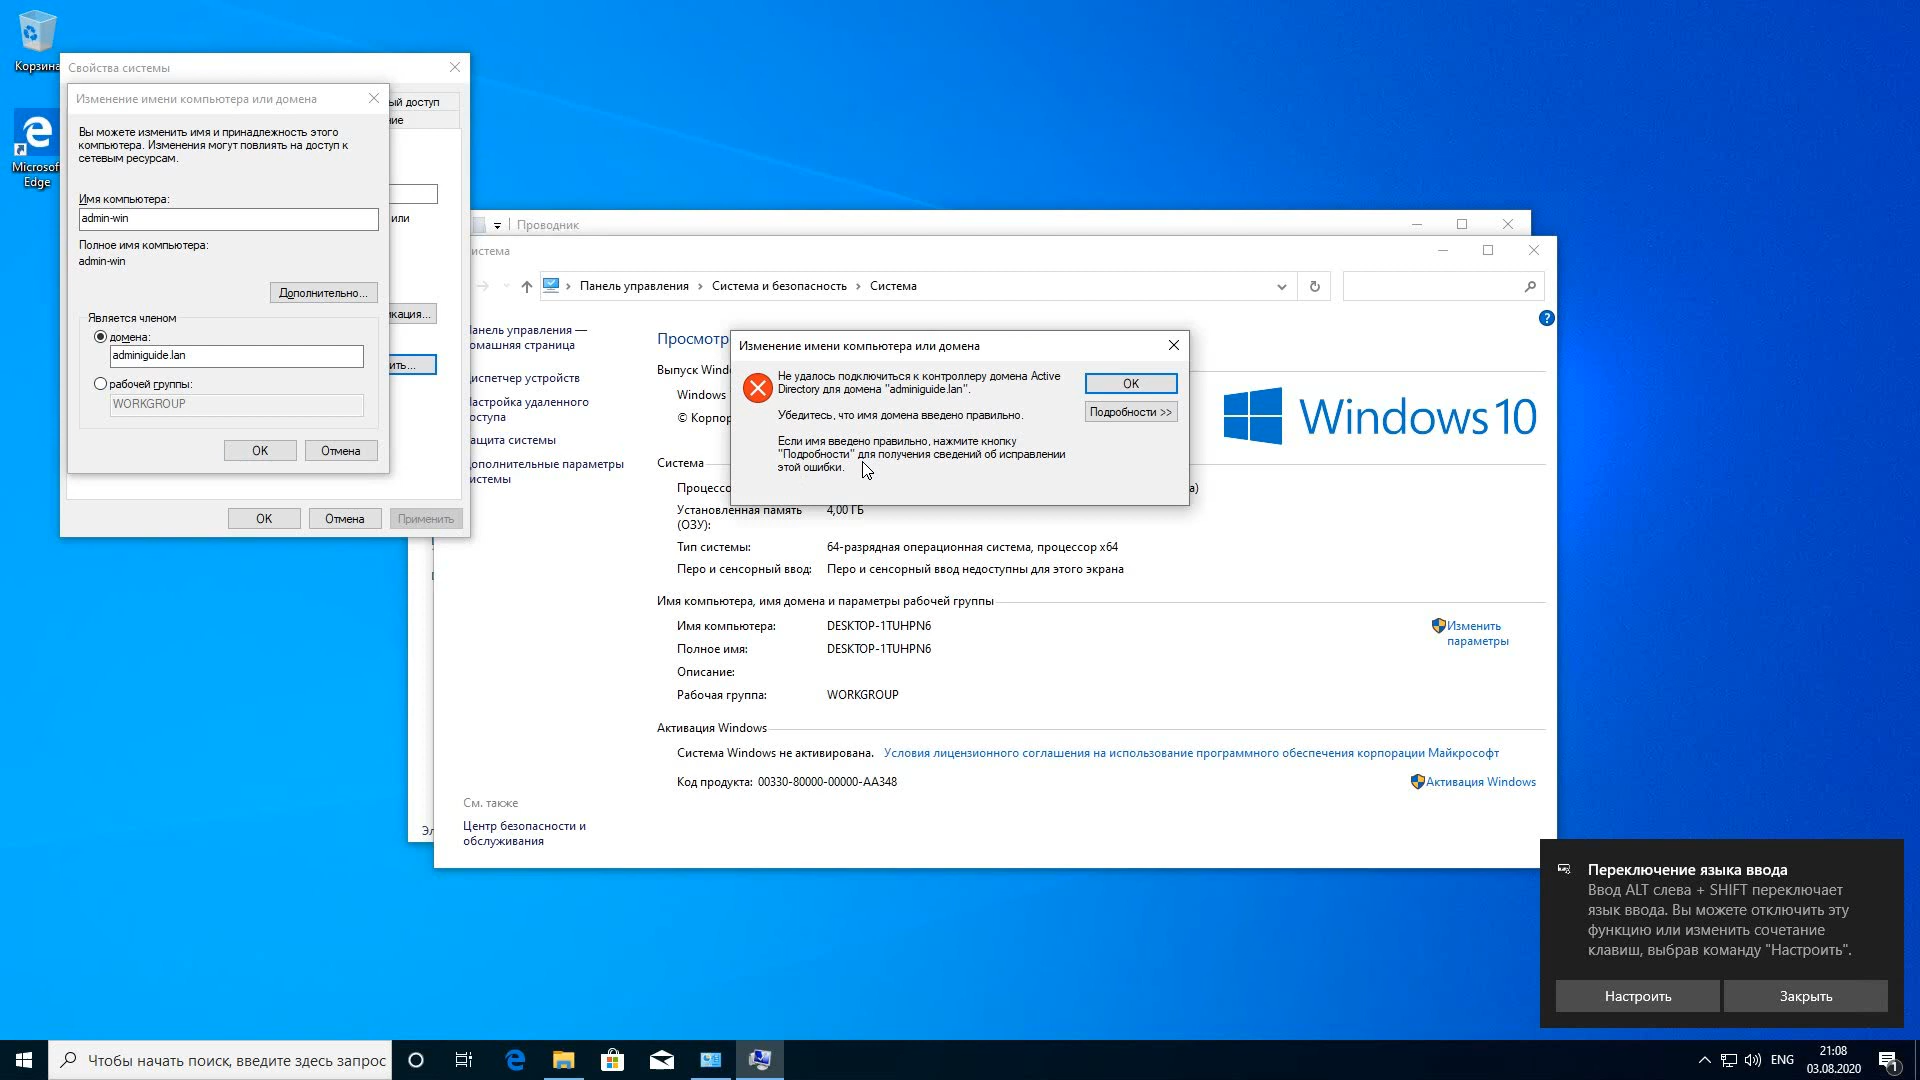 Корзина
Microsoft
Edge
Свойства системы
Изменение имени компьютера или домена
Вы можете изменить имя и принадлежность этого
компьютера. Изменения могут повлиять на доступ к
сетевым ресурсам.
Имя компьютера:
admin-win
Полное имя компьютера:
admin-win
Дополнительно...
Является членом
домена:
adminiguide.lan
рабочей группы:
WORKGROUP
OK
Отмена
ый доступ
ние
или
икация...
ить...
OK
Отмена
Применить
Проводник
истема
Панель управления
Система и безопасность
Система
анель управления —
омашняя страница
испетчер устройств
астройка удаленного
оступа
ащита системы
ополнительные параметры
истемы
См. также
Центр безопасности и
обслуживания
Эл
Просмотр
Выпуск Wind
Windows
© Корпор
Windows 10
Система
Процессо
а)
Установленная память
(ОЗУ):
4,00 ГБ
Тип системы:
64-разрядная операционная система, процессор x64
Перо и сенсорный ввод:
Перо и сенсорный ввод недоступны для этого экрана
Имя компьютера, имя домена и параметры рабочей группы
Имя компьютера:
DESKTOP-1TUHPN6
Изменить
параметры
Полное имя:
DESKTOP-1TUHPN6
Описание:
Рабочая группа:
WORKGROUP
Активация Windows
Система Windows не активирована.
Условия лицензионного соглашения на использование программного обеспечения корпорации Майкрософт
Код продукта: 00330-80000-00000-AA348
Активация Windows
Изменение имени компьютера или домена
Не удалось подключиться к контроллеру домена Active
Directory для домена "adminiguide.lan".
Убедитесь, что имя домена введено правильно.
Если имя введено правильно, нажмите кнопку
"Подробности" для получения сведений об исправлении
этой ошибки.
OK
Подробности >>
Переключение языка ввода
Ввод ALT слева + SHIFT переключает
язык ввода. Вы можете отключить эту
функцию или изменить сочетание
клавиш, выбрав команду "Настроить".
Настроить
Закрыть
Чтобы начать поиск, введите здесь запрос
ENG
21:08
03.08.2020
1